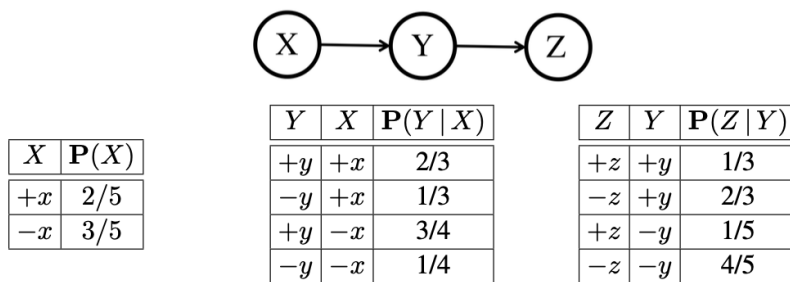 X Y Z
X P(X)
+x 2/5
−x 3/5
Y X P(Y | X)
+y +x 2/3
−y +x 1/3
+y −x 3/4
−y −x 1/4
Z Y P(Z | Y)
+z +y 1/3
−z +y 2/3
+z −y 1/5
−z −y 4/5